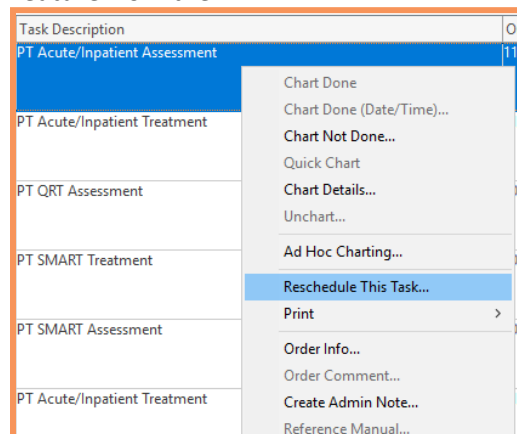 Task Description
PT Acute/Inpatient Assessment
11
Chart Done
Chart Done (Date/Time)...
PT Acute/Inpatient Treatment
Chart Not Done...
Quick Chart
PT QRT Assessment
Chart Details...
Unchart...
Ad Hoc Charting...
PT SMART Treatment
Reschedule This Task...
Print
PT SMART Assessment
Order Info...
Order Comment...
PT Acute/Inpatient Treatment
Create Admin Note...
Reference Manual...